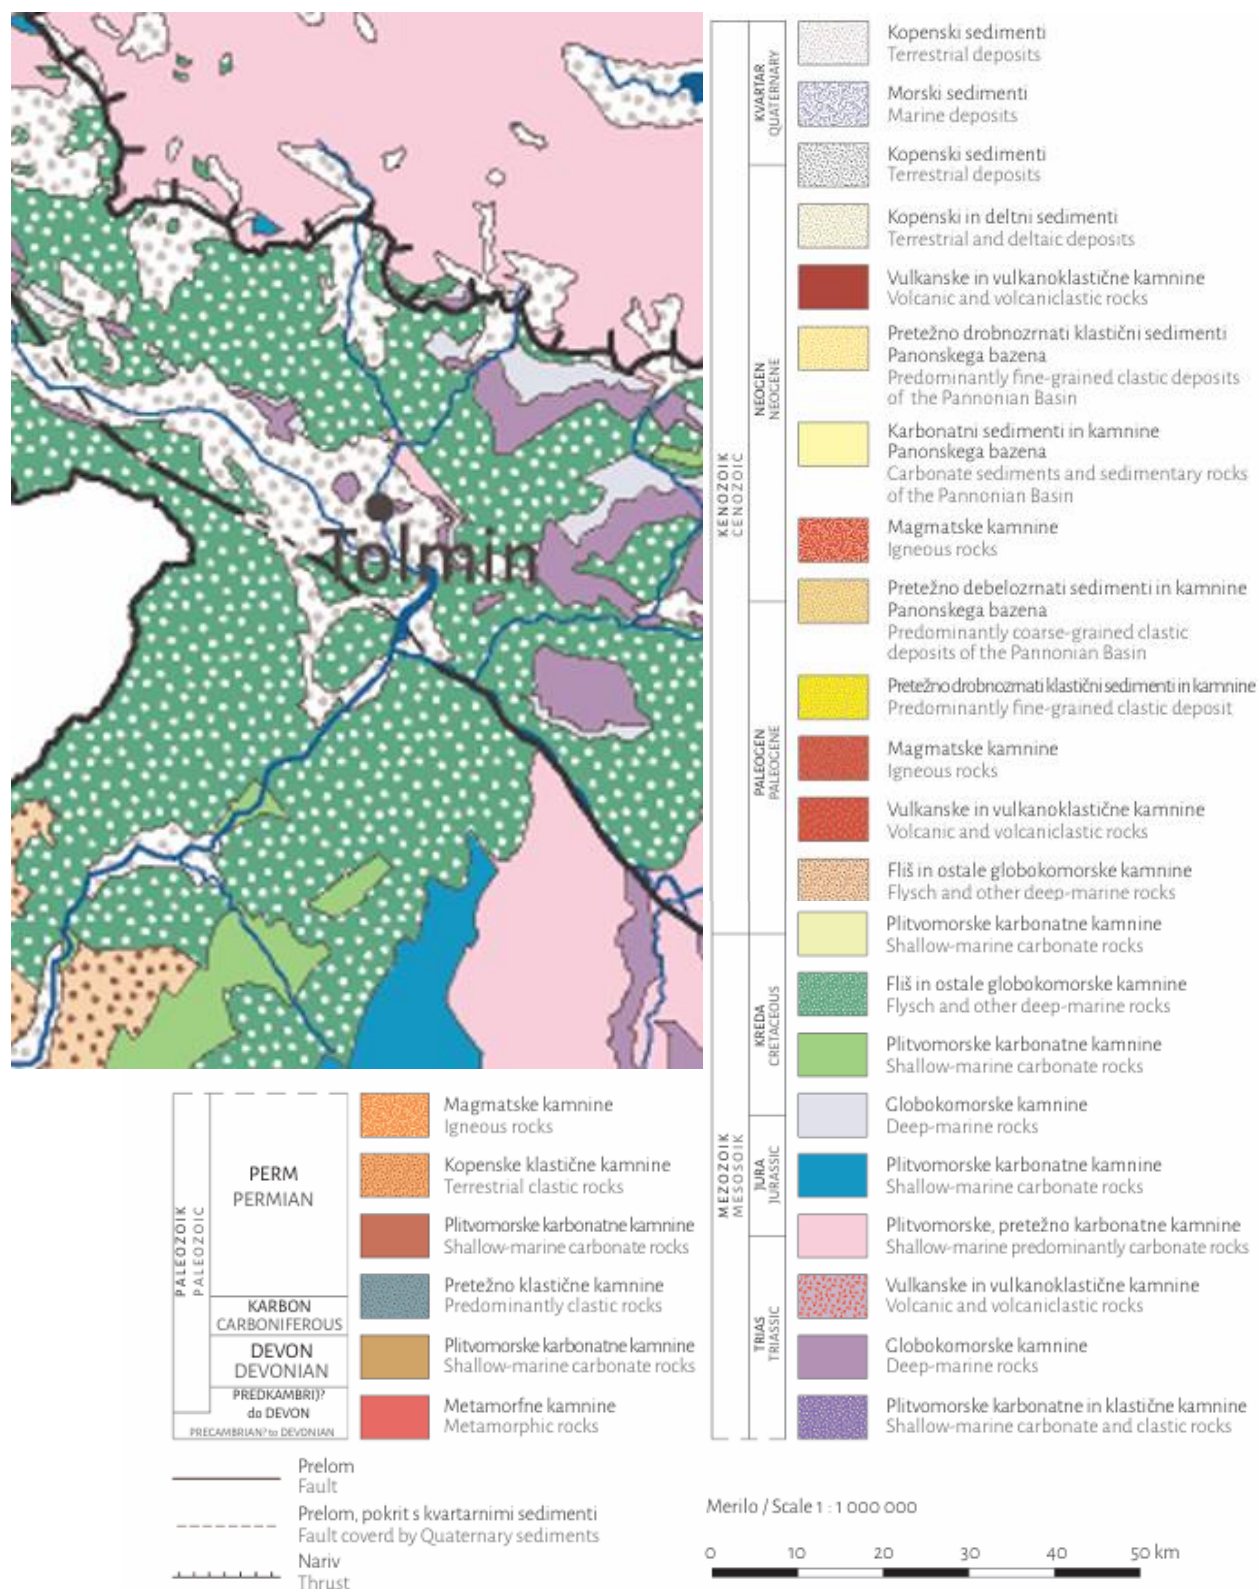 Tolmin
KENOZOIK
CENOZOIC
KVARTAR
QUATERNARY
Kopenski sedimenti
Terrestrial deposits
Morski sedimenti
Marine deposits
NEOGEN
NEOGENE
Kopenski sedimenti
Terrestrial deposits
Kopenski in deltni sedimenti
Terrestrial and deltaic deposits
Vulkanske in vulkanoklastične kamnine
Volcanic and volcaniclastic rocks
Pretežno drobnozrnati klastični sedimenti
Panonskega bazena
Predominantly fine-grained clastic deposits
of the Pannonian Basin
Karbonatni sedimenti in kamnine
Panonskega bazena
Carbonate sediments and sedimentary rocks
of the Pannonian Basin
Magmatske kamnine
Igneous rocks
Pretežno debelozrnati sedimenti in kamnine
Panonskega bazena
Predominantly coarse-grained clastic
deposits of the Pannonian Basin
PALEOGEN
PALEOGENE
Pretežno drobnozrnati klastični sedimenti in kamnine
Predominantly fine-grained clastic deposit
Magmatske kamnine
Igneous rocks
Vulkanske in vulkanoklastične kamnine
Volcanic and volcaniclastic rocks
Fliš in ostale globokomorske kamnine
Flysch and other deep-marine rocks
Plitvomorske karbonatne kamnine
Shallow-marine carbonate rocks
MEZOZOIK
MESOSOIK
KREDA
CRETACEOUS
Fliš in ostale globokomorske kamnine
Flysch and other deep-marine rocks
Plitvomorske karbonatne kamnine
Shallow-marine carbonate rocks
Globokomorske kamnine
Deep-marine rocks
JURA
JURASSIC
Plitvomorske karbonatne kamnine
Shallow-marine carbonate rocks
Plitvomorske, pretežno karbonatne kamnine
Shallow-marine predominantly carbonate rocks
TRIAS
TRIASSIC
Vulkanske in vulkanoklastične kamnine
Volcanic and volcaniclastic rocks
Globokomorske kamnine
Deep-marine rocks
Plitvomorske karbonatne in klastične kamnine
Shallow-marine carbonate and clastic rocks
PALEOZOIK
PALEOZOIC
PERM
PERMIAN
KARBON
CARBONIFEROUS
DEVON
DEVONIAN
PREDKAMBRIJ?
do DEVON
PRECAMBRIAN? to DEVONIAN
Magmatske kamnine
Igneous rocks
Kopenske klastične kamnine
Terrestrial clastic rocks
Plitvomorske karbonatne kamnine
Shallow-marine carbonate rocks
Pretežno klastične kamnine
Predominantly clastic rocks
Plitvomorske karbonatne kamnine
Shallow-marine carbonate rocks
Metamorfne kamnine
Metamorphic rocks
Prelom
Fault
Prelom, pokrit s kvartarnimi sedimenti
Fault coverd by Quaternary sediments
Nariv
Thrust
Merilo / Scale 1 : 1 000 000
0 10 20 30 40 50 km